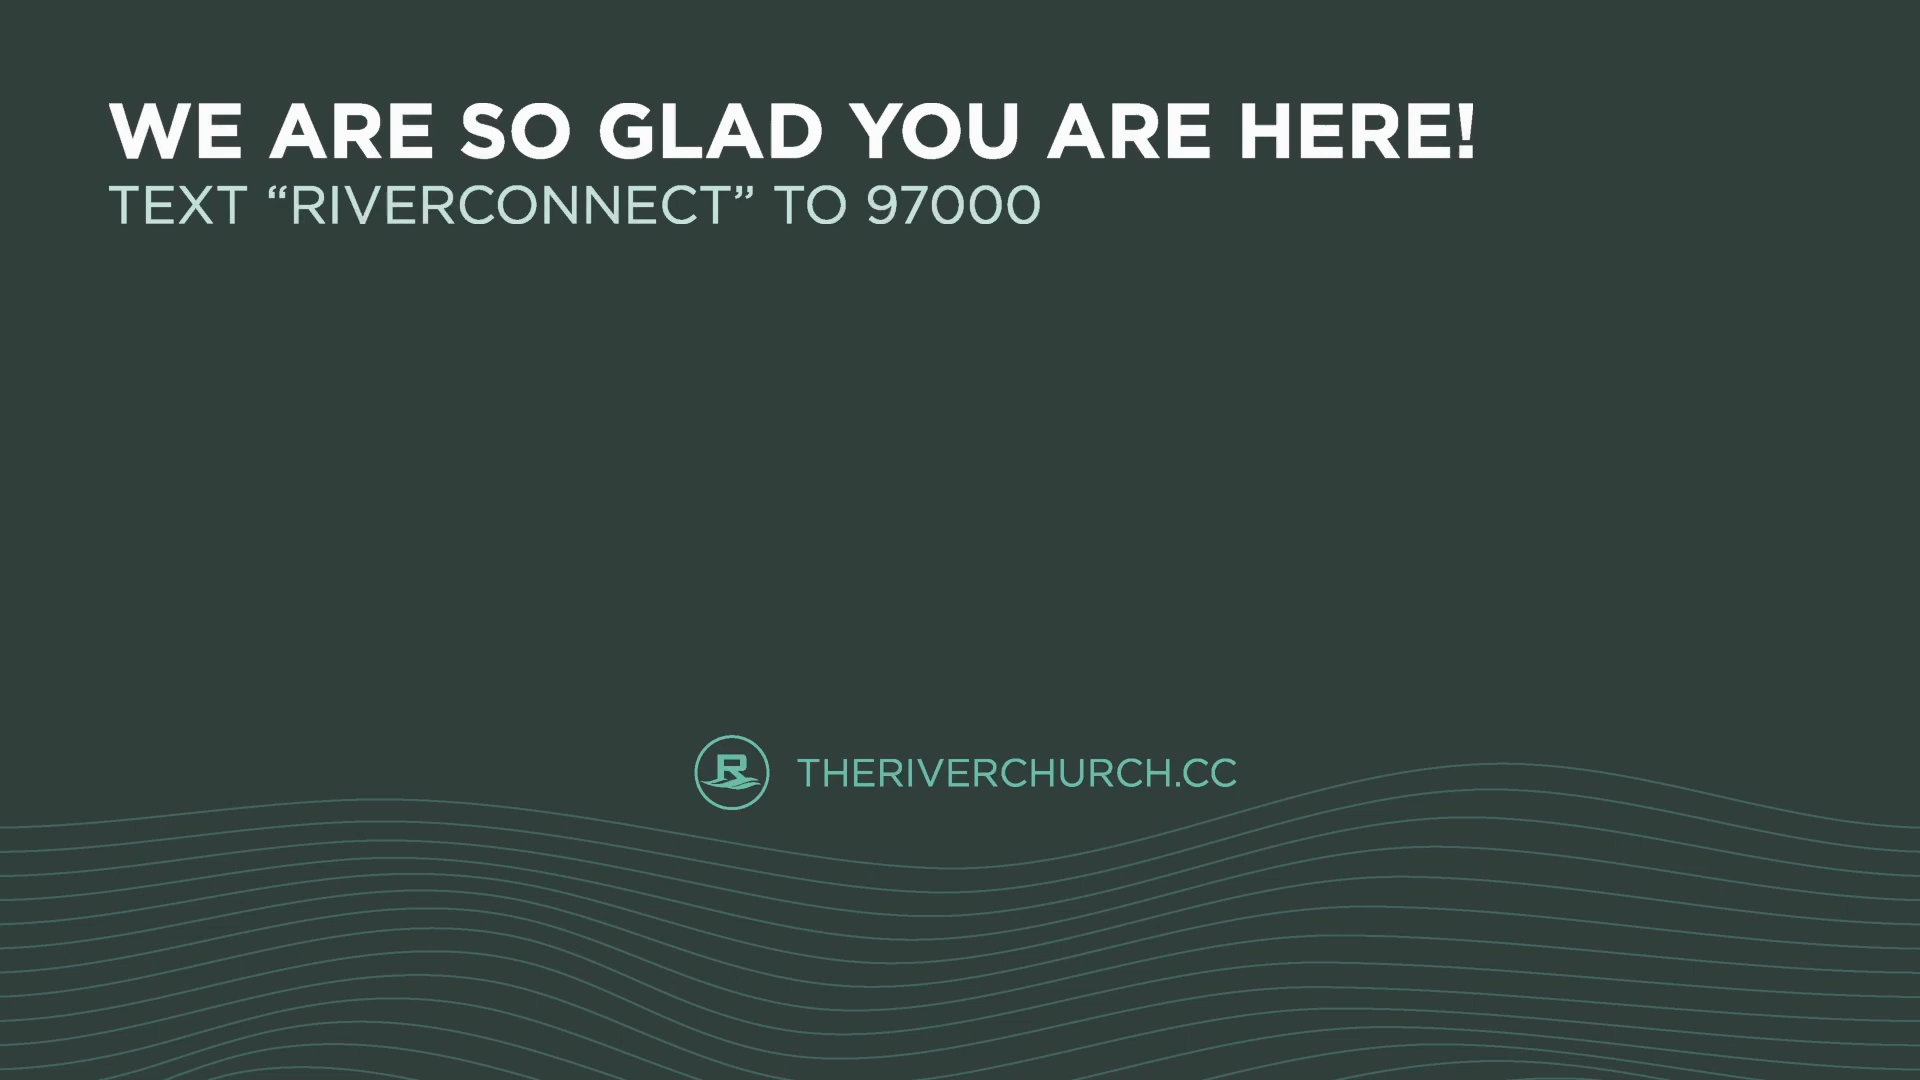 WE ARE SO GLAD YOU ARE HERE!
TEXT “RIVERCONNECT” TO 97000
R THERIVERCHURCH.CC